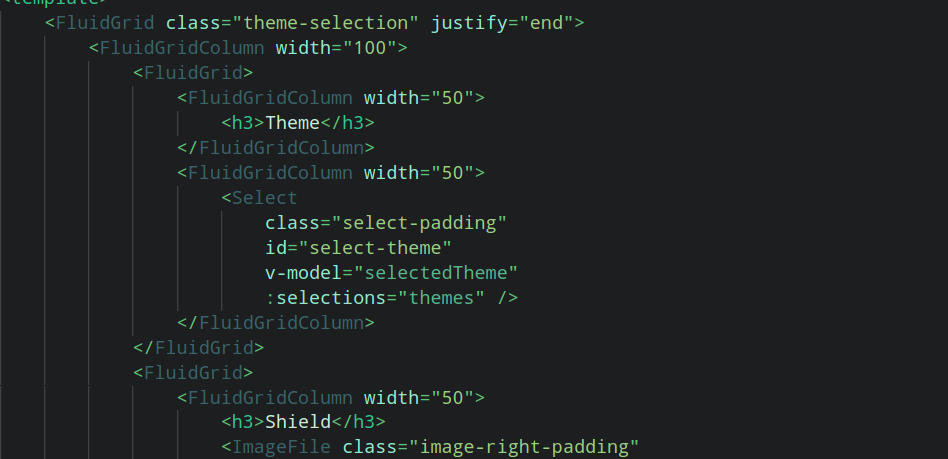 <template>
<FluidGrid class="theme-selection" justify="end">
<FluidGridColumn width="100">
<FluidGrid>
<FluidGridColumn width="50">
<h3>Theme</h3>
</FluidGridColumn>
<FluidGridColumn width="50">
<Select
class="select-padding"
id="select-theme"
v-model="selectedTheme"
:selections="themes" />
</FluidGridColumn>
</FluidGrid>
<FluidGrid>
<FluidGridColumn width="50">
<h3>Shield</h3>
<ImageFile class="image-right-padding"